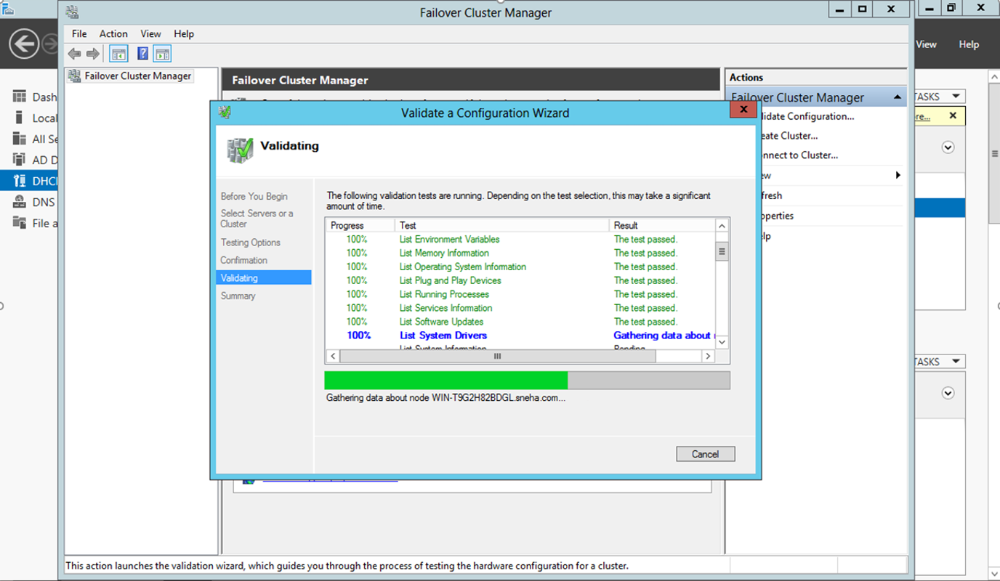 Failover Cluster Manager
File Action View Help
View Help
Failover Cluster Manager
Failover Cluster Manager
Actions
Failover Cluster Manager
lidate Configuration...
eate Cluster...
nnect to Cluster...
ew
fresh
operties
elp
Dash
Local
All Se
AD D
DHCP
DNS
File a
TASKS
re...
TASKS
Validate a Configuration Wizard
Validating
Before You Begin
Select Servers or a
Cluster
Testing Options
Confirmation
Validating
Summary
The following validation tests are running. Depending on the test selection, this may take a significant
amount of time.
Progress Test Result
100% List Environment Variables The test passed.
100% List Memory Information The test passed.
100% List Operating System Information The test passed.
100% List Plug and Play Devices The test passed.
100% List Running Processes The test passed.
100% List Services Information The test passed.
100% List Software Updates The test passed.
100% List System Drivers Gathering data about
List System Information Pending
Gathering data about node WIN-T9G2H82BDGL.sneha.com...
Cancel
This action launches the validation wizard, which guides you through the process of testing the hardware configuration for a cluster.